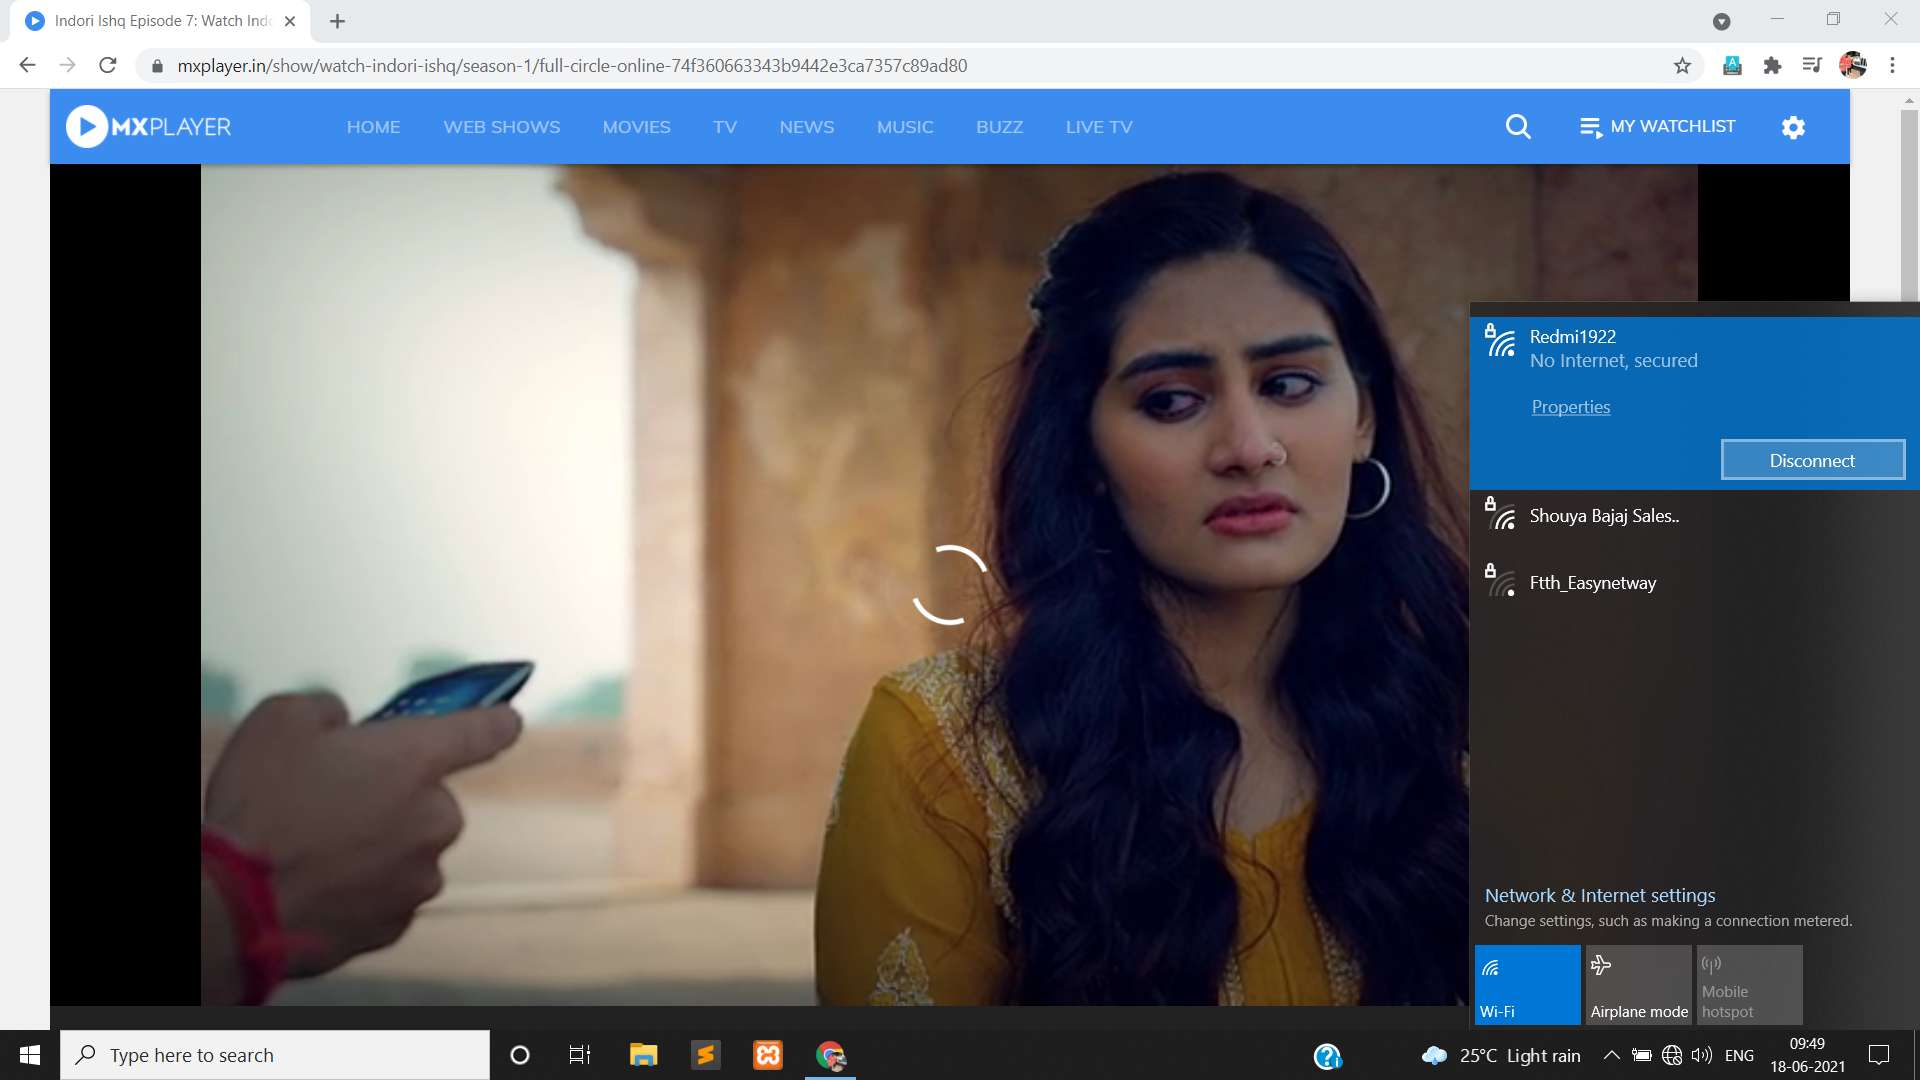 Indori Ishq Episode 7: Watch Indo
mxplayer.in/show/watch-indori-ishq/season-1/full-circle-online-74f360663343b9442e3ca7357c89ad80
MXPLAYER HOME WEB SHOWS MOVIES TV NEWS MUSIC BUZZ LIVE TV MY WATCHLIST
Redmi1922
No Internet, secured
Properties
Disconnect
Shouya Bajaj Sales..
Ftth_Easynetway
Network & Internet settings
Change settings, such as making a connection metered.
Wi-Fi
Airplane mode
Mobile
hotspot
Type here to search
25°C Light rain
ENG
09:49
18-06-2021